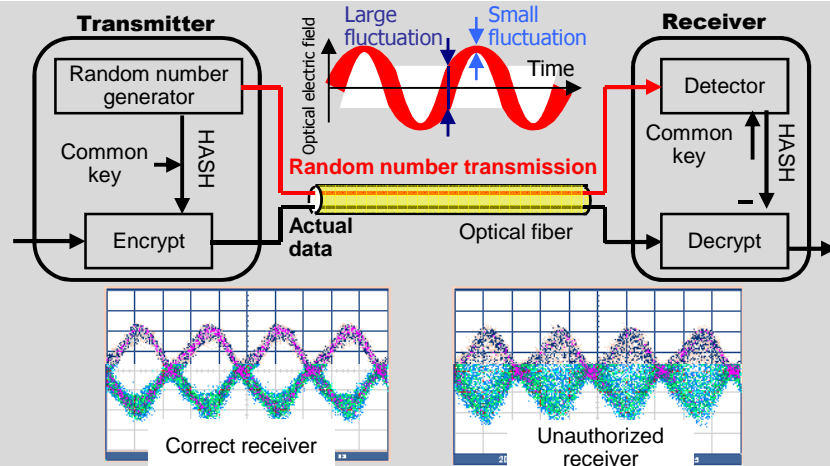 Transmitter
Random number
generator
Common
key
HASH
Encrypt
Large
fluctuation
Small
fluctuation
Optical electric field
Time
Random number transmission
Actual
data
Optical fiber
Receiver
Detector
Common
key
HASH
Decrypt
Correct receiver
Unauthorized
receiver